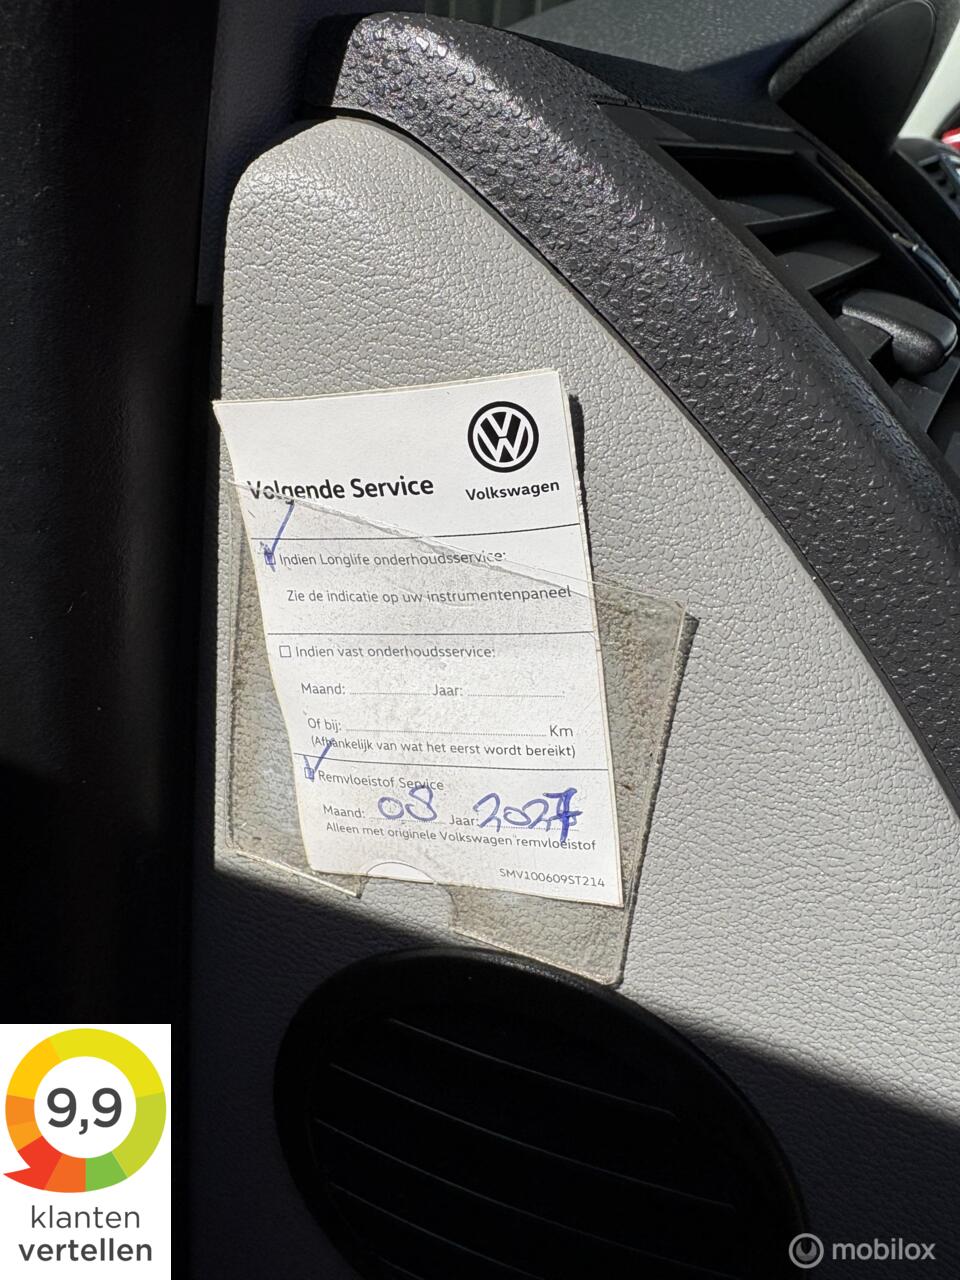 Volgende Service
Volkswagen
Indien Longlife onderhoudsservice:
Zie de indicatie op uw instrumentenpaneel
Indien vast onderhoudsservice:
Maand: Jaar:
Of bij: Km
(Afhankelijk van wat het eerst wordt bereikt)
Remvloeistof Service
Maand: 03 Jaar: 2027
Alleen met originele Volkswagen remvloeistof
SMV100609ST214
9,9
klanten
vertellen
mobilox